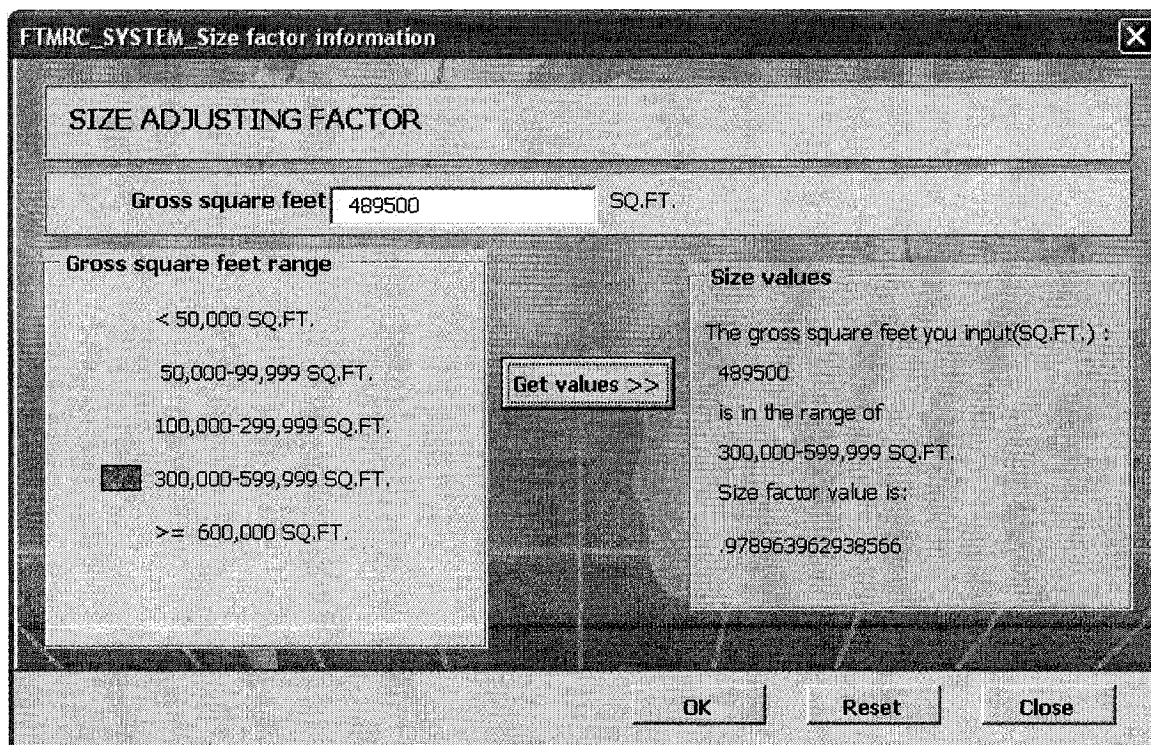 FTMRC_SYSTEM_Size factor information
SIZE ADJUSTING FACTOR
Gross square feet 489500 SQ.FT.
Gross square feet range
< 50,000 SQ.FT.
50,000-99,999 SQ.FT.
100,000-299,999 SQ.FT.
300,000-599,999 SQ.FT.
>= 600,000 SQ.FT.
Get values >>
Size values
The gross square feet you input(SQ.FT.) :
489500
is in the range of
300,000-599,999 SQ.FT.
Size factor value is:
.978963962938566
OK Reset Close